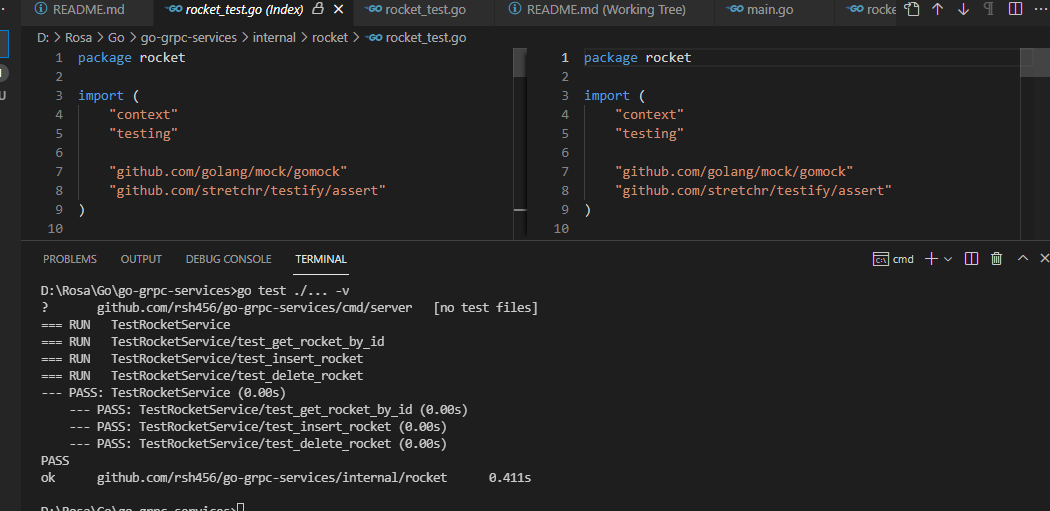 README.md rocket_test.go (Index) rocket_test.go README.md (Working Tree) main.go
D: > Rosa > Go > go-grpc-services > internal > rocket > rocket_test.go
1 package rocket
2
3 import (
4 "context"
5 "testing"
6
7 "github.com/golang/mock/gomock"
8 "github.com/stretchr/testify/assert"
9 )
10
1 package rocket
2
3 import (
4 "context"
5 "testing"
6
7 "github.com/golang/mock/gomock"
8 "github.com/stretchr/testify/assert"
9 )
10
PROBLEMS OUTPUT DEBUG CONSOLE TERMINAL cmd
D:\Rosa\Go\go-grpc-services>go test ./... -v
? github.com/rsh456/go-grpc-services/cmd/server [no test files]
=== RUN TestRocketService
=== RUN TestRocketService/test_get_rocket_by_id
=== RUN TestRocketService/test_insert_rocket
=== RUN TestRocketService/test_delete_rocket
--- PASS: TestRocketService (0.00s)
--- PASS: TestRocketService/test_get_rocket_by_id (0.00s)
--- PASS: TestRocketService/test_insert_rocket (0.00s)
--- PASS: TestRocketService/test_delete_rocket (0.00s)
PASS
ok github.com/rsh456/go-grpc-services/internal/rocket 0.411s
D:\Rosa\Go\go-grpc-services>